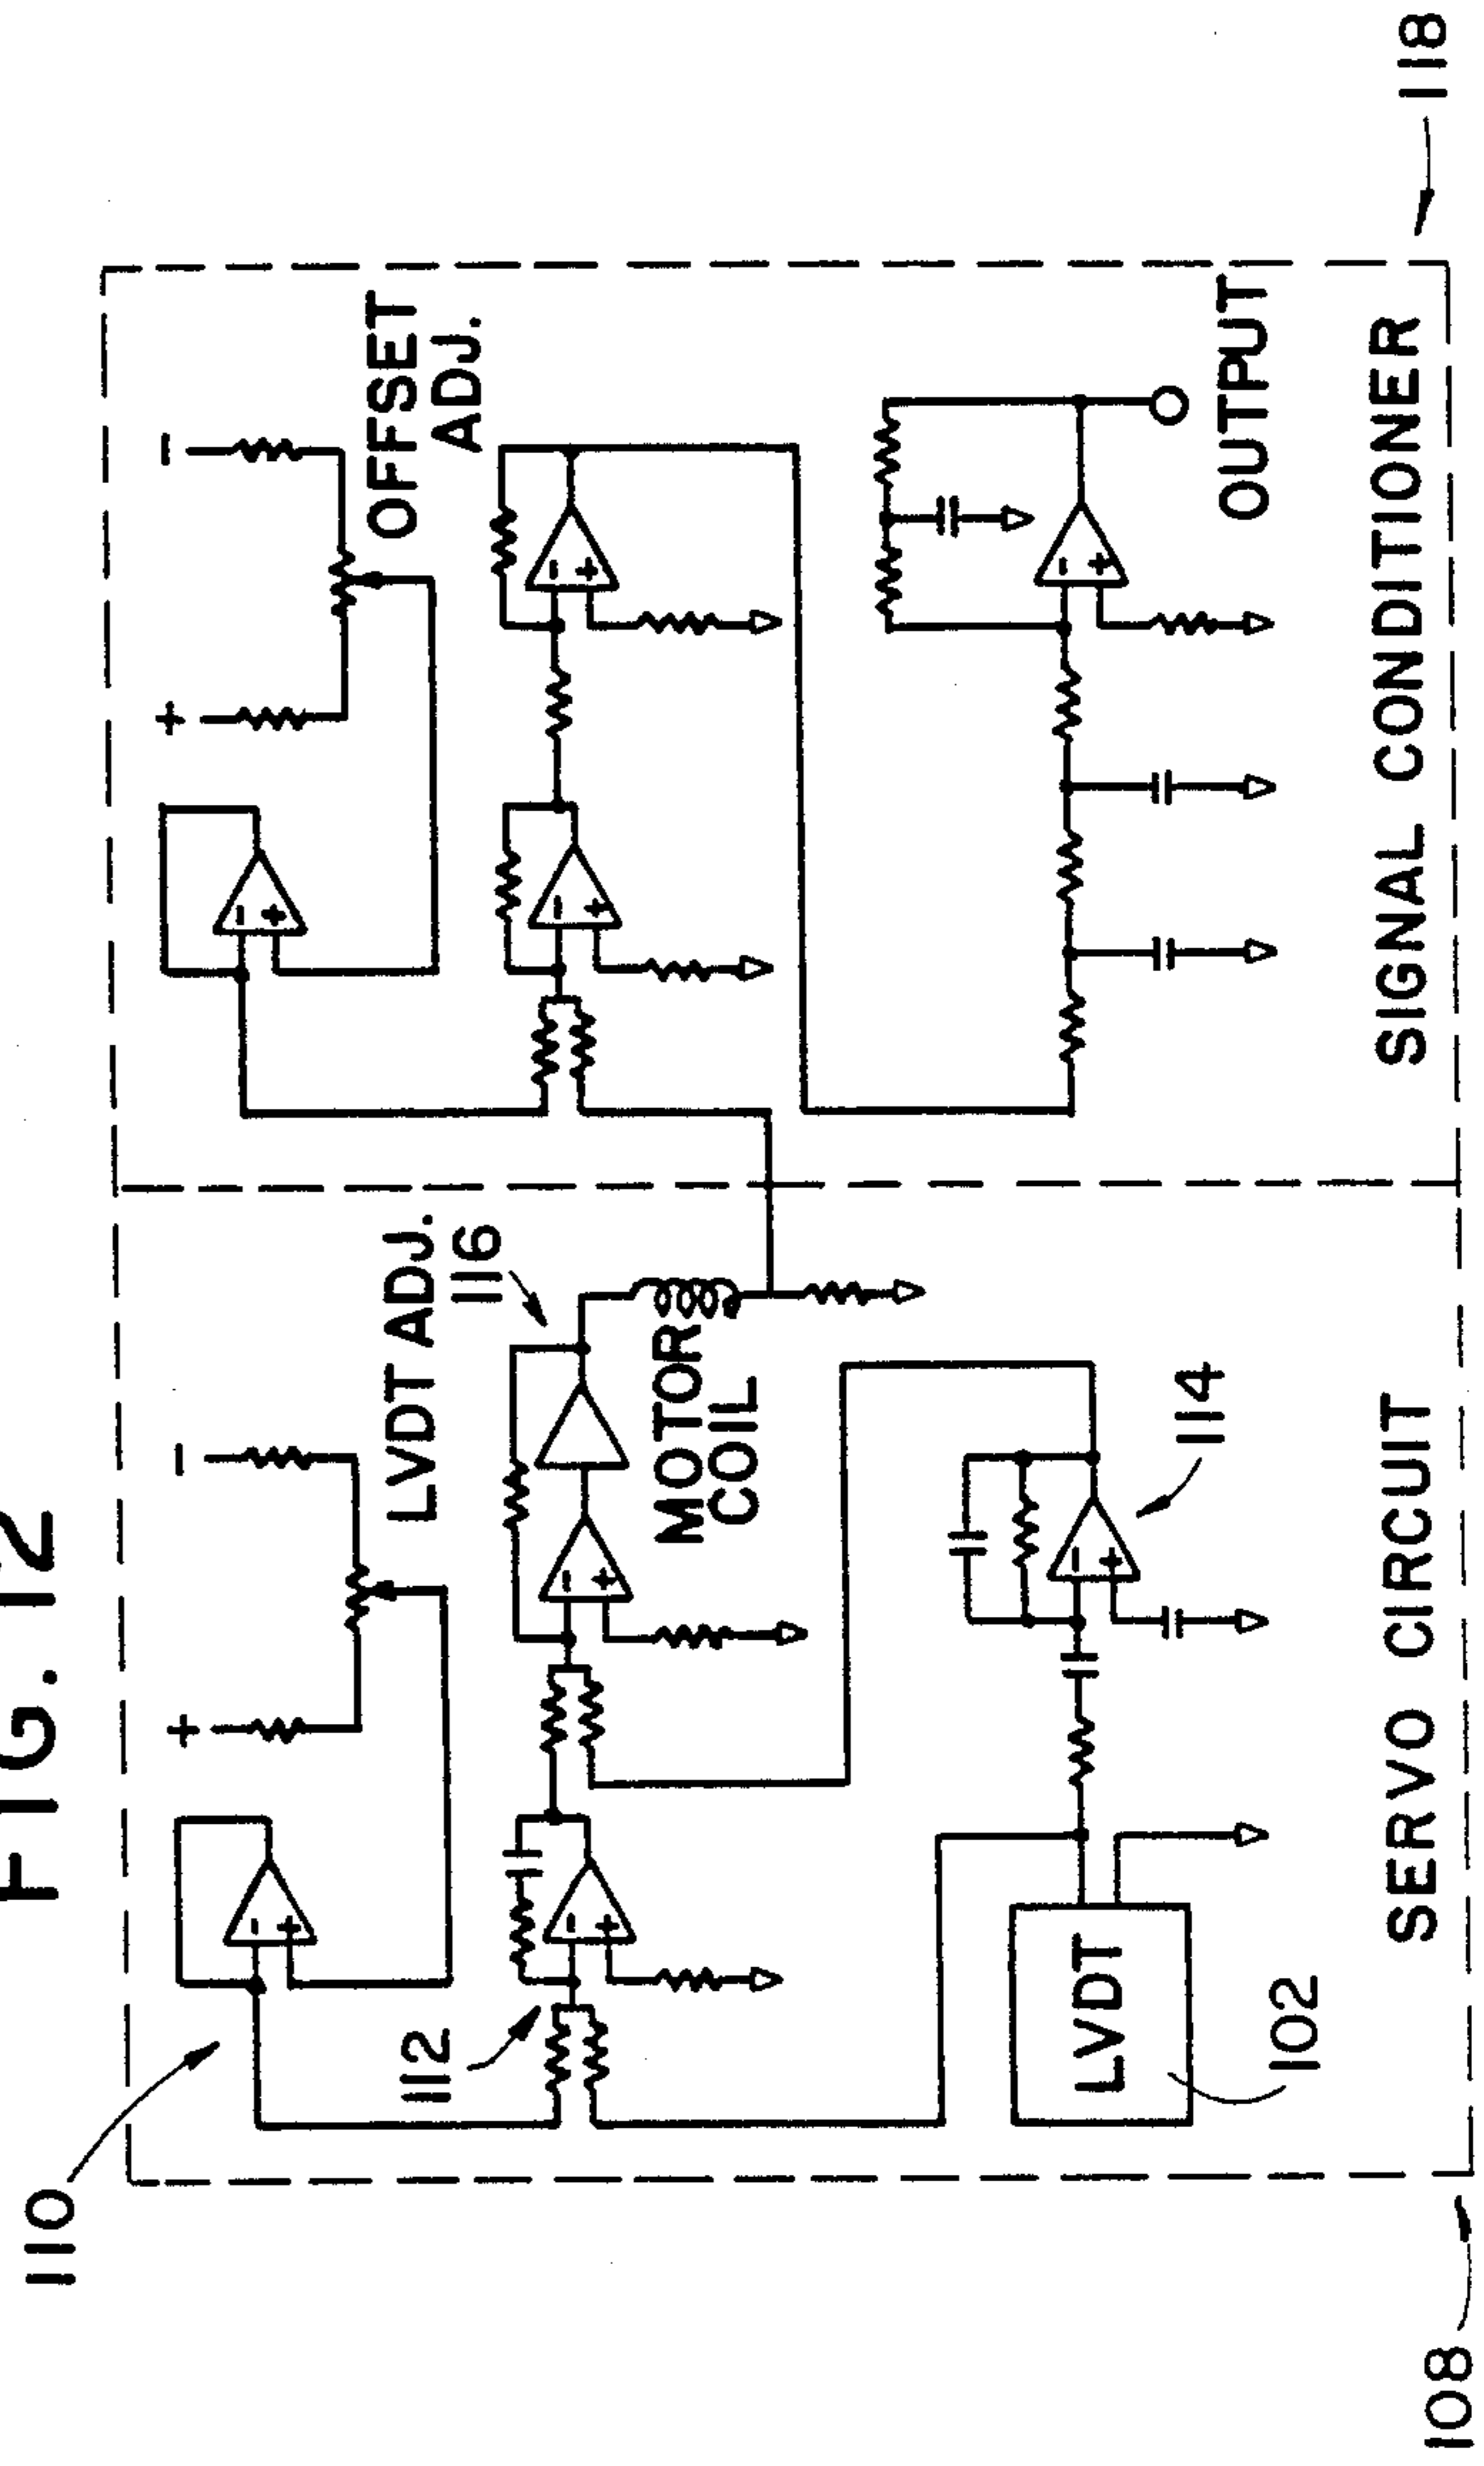 FIG. 12
110
LVDT ADJ.
OFFSET
ADJ.
112
116
MOTOR
COIL
114
LVDT
102
OUTPUT
SERVO CIRCUIT
SIGNAL CONDITIONER
108
118